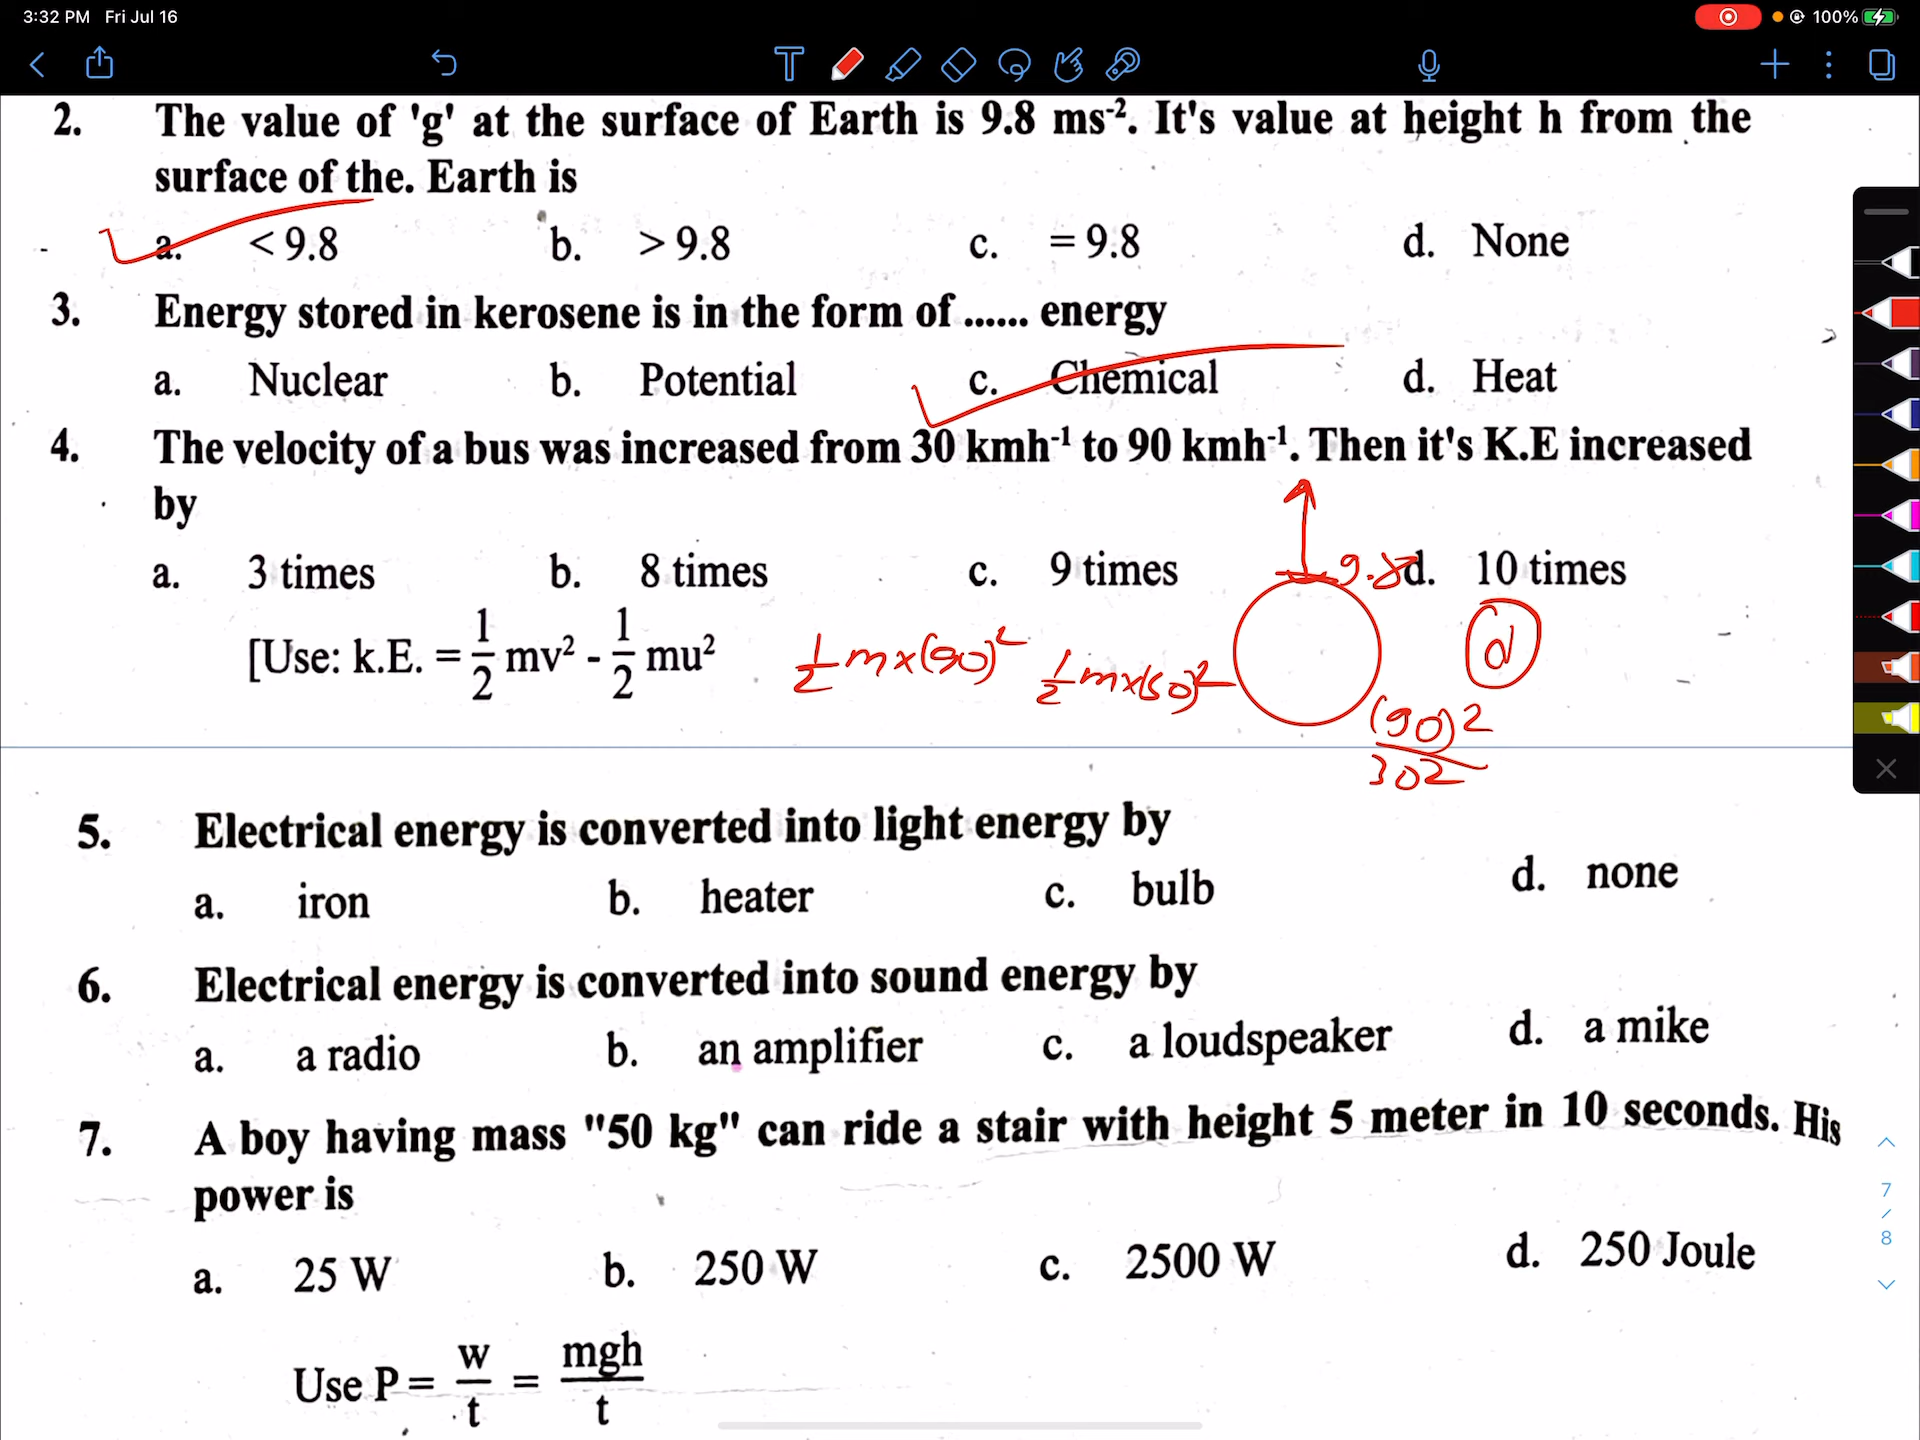 3:32 PM Fri Jul 16
100%
2. The value of 'g' at the surface of Earth is 9.8 ms⁻². It's value at height h from the
surface of the. Earth is
a. < 9.8 b. > 9.8 c. = 9.8 d. None
3. Energy stored in kerosene is in the form of ...... energy
a. Nuclear b. Potential c. Chemical d. Heat
4. The velocity of a bus was increased from 30 kmh⁻¹ to 90 kmh⁻¹. Then it's K.E increased
by
a. 3 times b. 8 times c. 9 times 9.8 d. 10 times
[Use: k.E. = 1/2 mv² - 1/2 mu² 1/2 m×(90)² d
(90)²
30²
5. Electrical energy is converted into light energy by
a. iron b. heater c. bulb d. none
6. Electrical energy is converted into sound energy by
a. a radio b. an amplifier c. a loudspeaker d. a mike
7. A boy having mass "50 kg" can ride a stair with height 5 meter in 10 seconds. His
power is
a. 25 W b. 250 W c. 2500 W d. 250 Joule
Use P = w/t = mgh/t
7
/
8